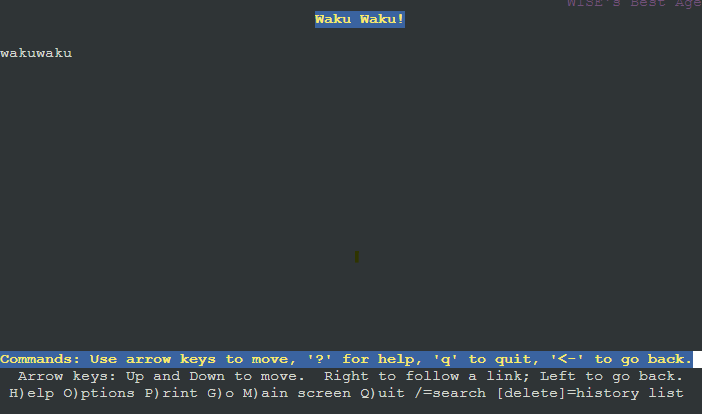 WISE's Best Age
Waku Waku!
wakuwaku
Commands: Use arrow keys to move, '?' for help, 'q' to quit, '<-' to go back.
Arrow keys: Up and Down to move.  Right to follow a link; Left to go back.
H)elp O)ptions P)rint G)o M)ain screen Q)uit /=search [delete]=history list